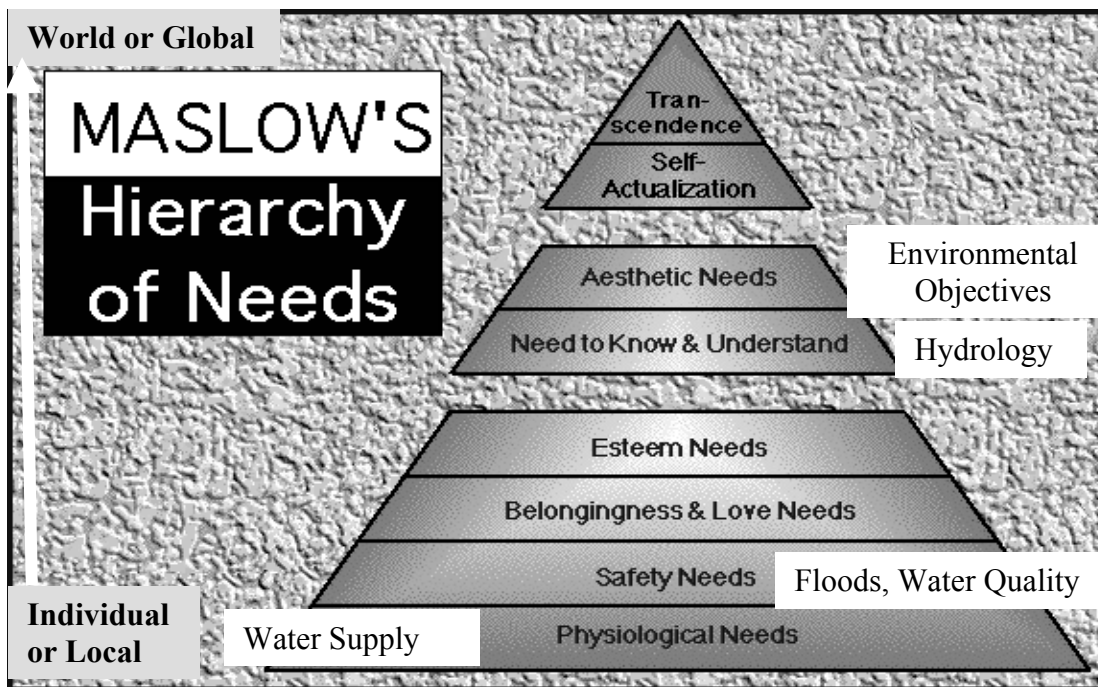 World or Global
MASLOW'S
Hierarchy
of Needs
Tran-
scendence
Self-
Actualization
Aesthetic Needs
Environmental
Objectives
Need to Know & Understand
Hydrology
Esteem Needs
Belongingness & Love Needs
Safety Needs
Floods, Water Quality
Individual
or Local
Water Supply
Physiological Needs